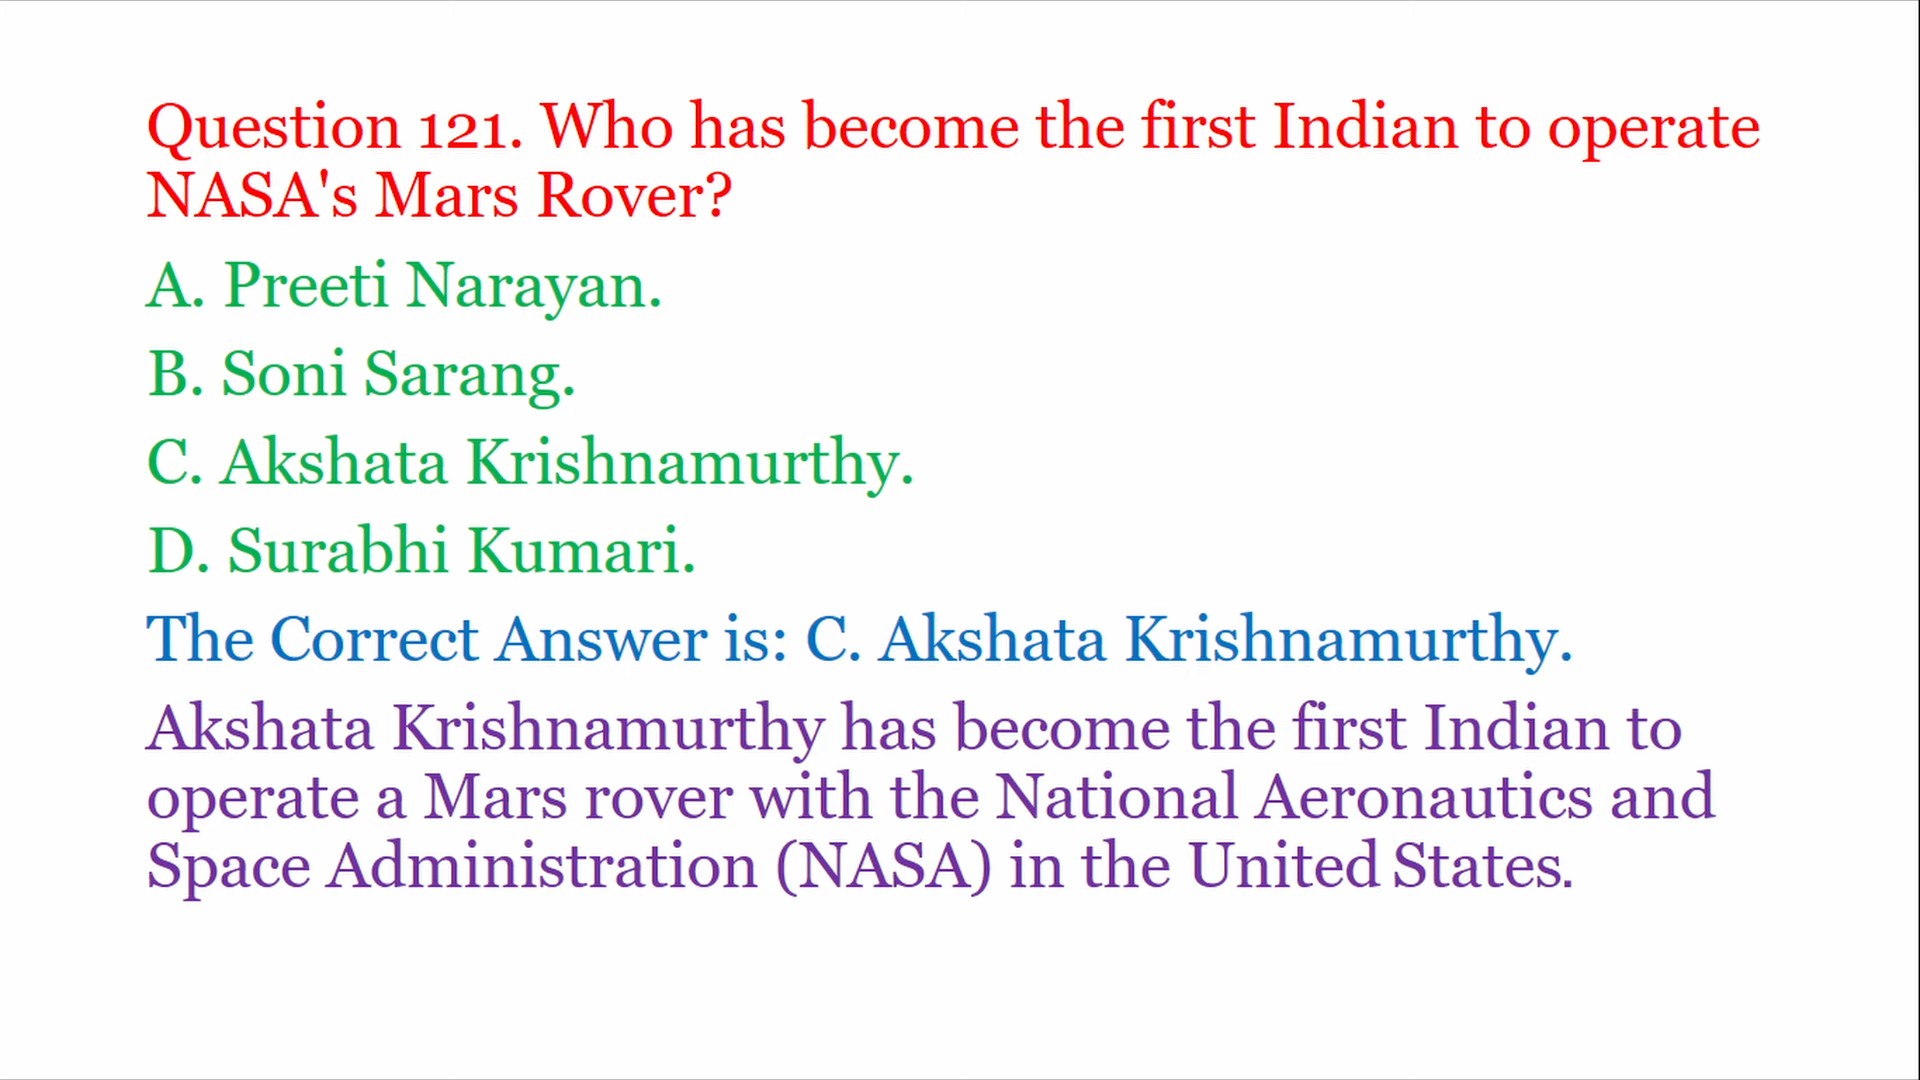 Question 121. Who has become the first Indian to operate
NASA's Mars Rover?
A. Preeti Narayan.
B. Soni Sarang.
C. Akshata Krishnamurthy.
D. Surabhi Kumari.
The Correct Answer is: C. Akshata Krishnamurthy.
Akshata Krishnamurthy has become the first Indian to
operate a Mars rover with the National Aeronautics and
Space Administration (NASA) in the United States.